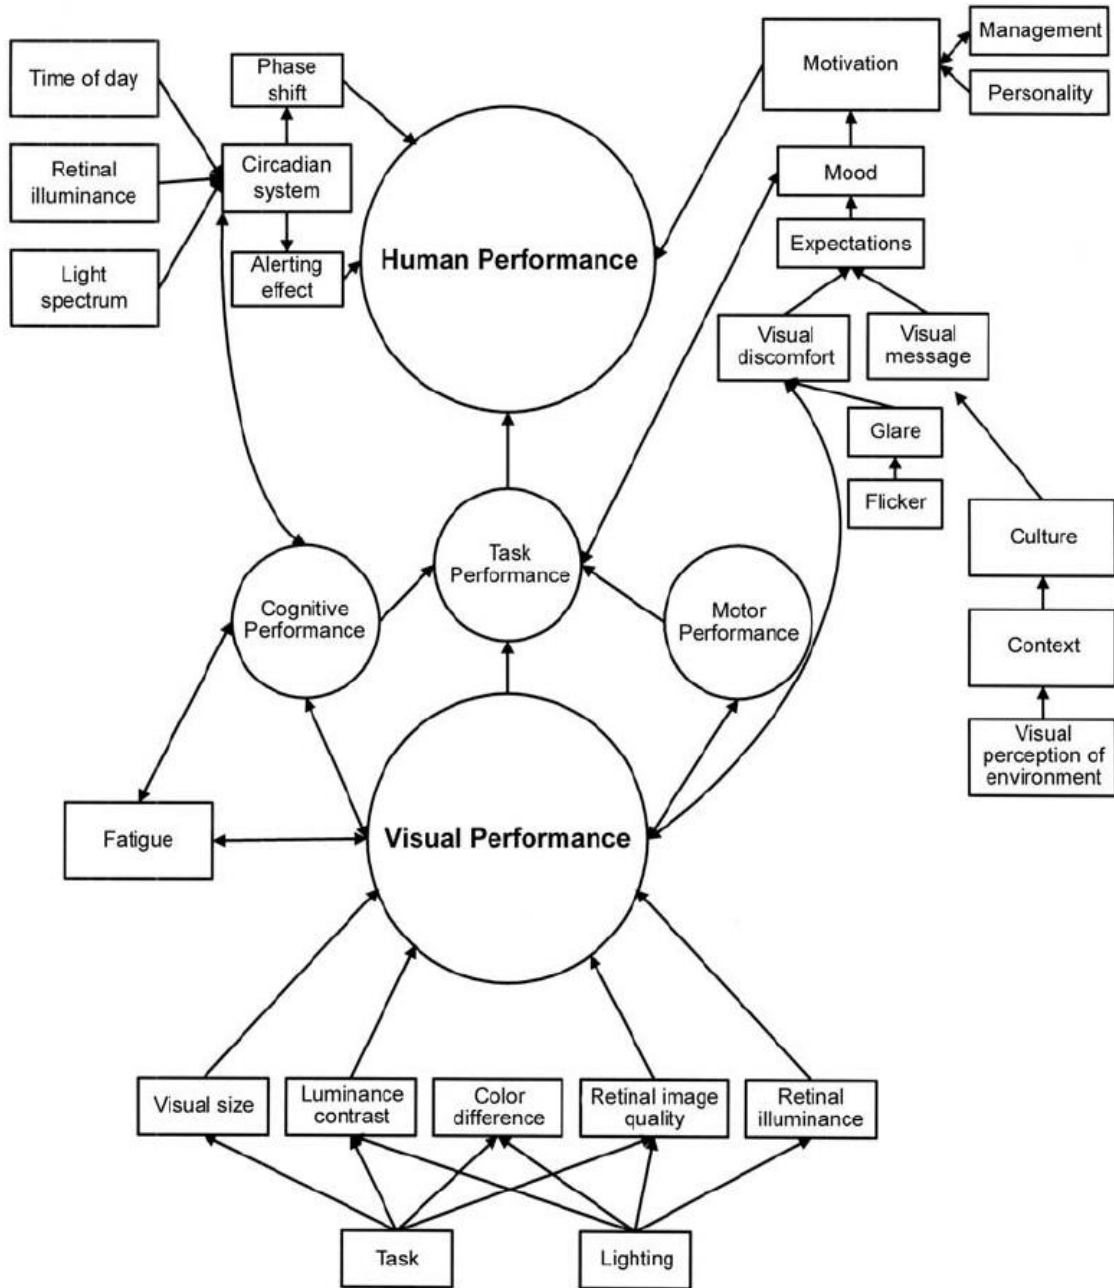 Time of day
Retinal
illuminance
Light
spectrum
Phase
shift
Circadian
system
Alerting
effect
Human Performance
Motivation
Management
Personality
Mood
Expectations
Visual
discomfort
Visual
message
Glare
Flicker
Culture
Context
Visual
perception of
environment
Task
Performance
Cognitive
Performance
Motor
Performance
Fatigue
Visual Performance
Visual size
Luminance
contrast
Color
difference
Retinal image
quality
Retinal
illuminance
Task
Lighting